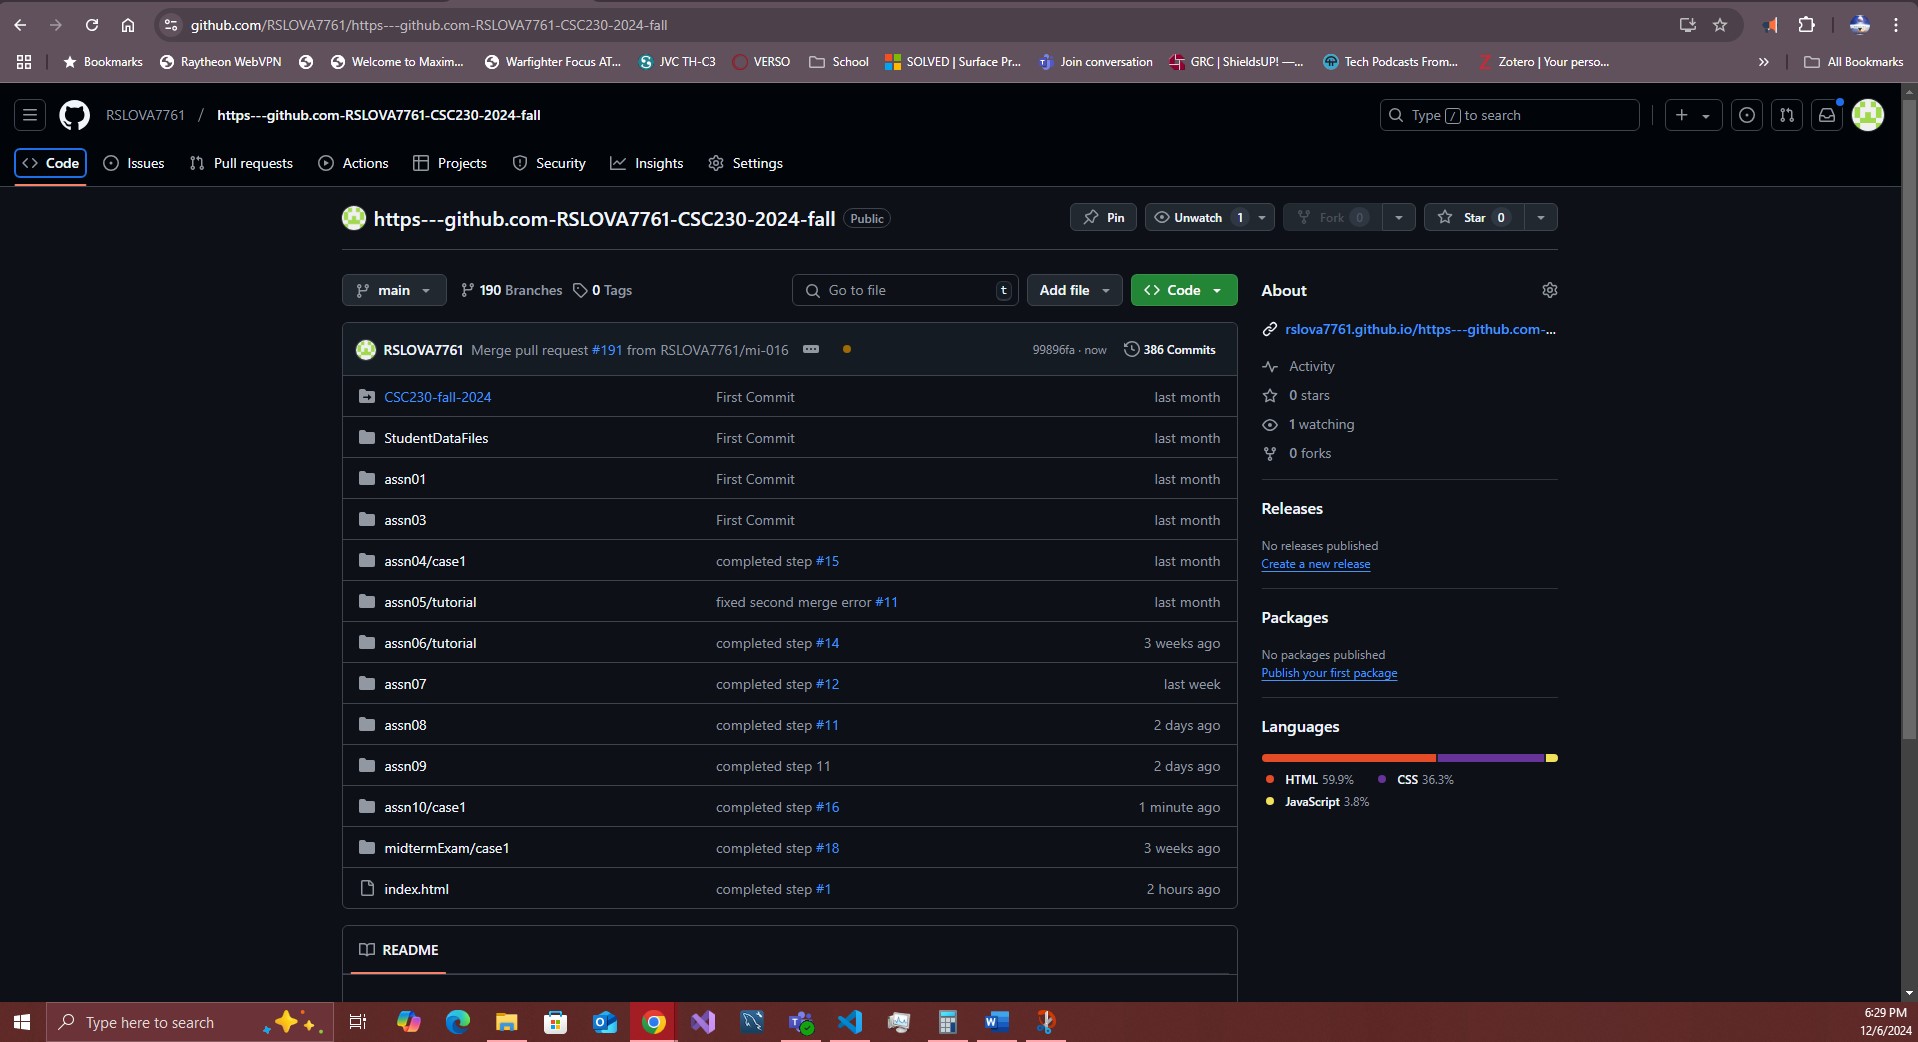 github.com/RSLOVA7761/https---github.com-RSLOVA7761-CSC230-2024-fall
Bookmarks Raytheon WebVPN Welcome to Maxim... Warfighter Focus AT... JVC TH-C3 VERSO School SOLVED | Surface Pr... Join conversation GRC | ShieldsUP! —... Tech Podcasts From... Zotero | Your perso... » All Bookmarks
RSLOVA7761 / https---github.com-RSLOVA7761-CSC230-2024-fall Type / to search
Code Issues Pull requests Actions Projects Security Insights Settings
https---github.com-RSLOVA7761-CSC230-2024-fall Public Pin Unwatch 1 Fork 0 Star 0
main 190 Branches 0 Tags Go to file t Add file Code About
rslova7761.github.io/https---github.com-...
RSLOVA7761 Merge pull request #191 from RSLOVA7761/mi-016 99896fa · now 386 Commits
Activity
CSC230-fall-2024 First Commit last month
0 stars
1 watching
StudentDataFiles First Commit last month
0 forks
assn01 First Commit last month
Releases
assn03 First Commit last month
No releases published
Create a new release
assn04/case1 completed step #15 last month
assn05/tutorial fixed second merge error #11 last month
Packages
assn06/tutorial completed step #14 3 weeks ago
No packages published
Publish your first package
assn07 completed step #12 last week
assn08 completed step #11 2 days ago
Languages
assn09 completed step 11 2 days ago
HTML 59.9% CSS 36.3%
JavaScript 3.8%
assn10/case1 completed step #16 1 minute ago
midtermExam/case1 completed step #18 3 weeks ago
index.html completed step #1 2 hours ago
README
Type here to search
6:29 PM
12/6/2024